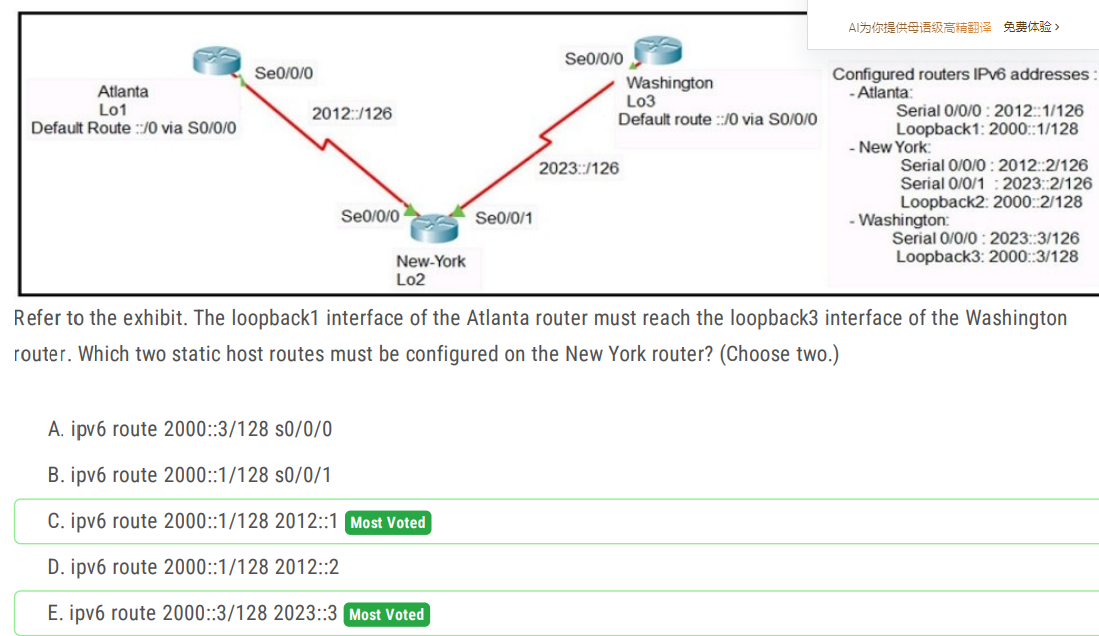 AI为你提供母语级高精翻译 免费体验 >
Se0/0/0
Atlanta
Lo1
Default Route ::/0 via S0/0/0
2012::/126
Se0/0/0
Washington
Lo3
Default route ::/0 via S0/0/0
2023::/126
Se0/0/0
Se0/0/1
New-York
Lo2
Configured routers IPv6 addresses :
- Atlanta:
Serial 0/0/0 : 2012::1/126
Loopback1: 2000::1/128
- New York:
Serial 0/0/0 : 2012::2/126
Serial 0/0/1 : 2023::2/126
Loopback2: 2000::2/128
- Washington:
Serial 0/0/0 : 2023::3/126
Loopback3: 2000::3/128
Refer to the exhibit. The loopback1 interface of the Atlanta router must reach the loopback3 interface of the Washington
router. Which two static host routes must be configured on the New York router? (Choose two.)
A. ipv6 route 2000::3/128 s0/0/0
B. ipv6 route 2000::1/128 s0/0/1
C. ipv6 route 2000::1/128 2012::1 Most Voted
D. ipv6 route 2000::1/128 2012::2
E. ipv6 route 2000::3/128 2023::3 Most Voted